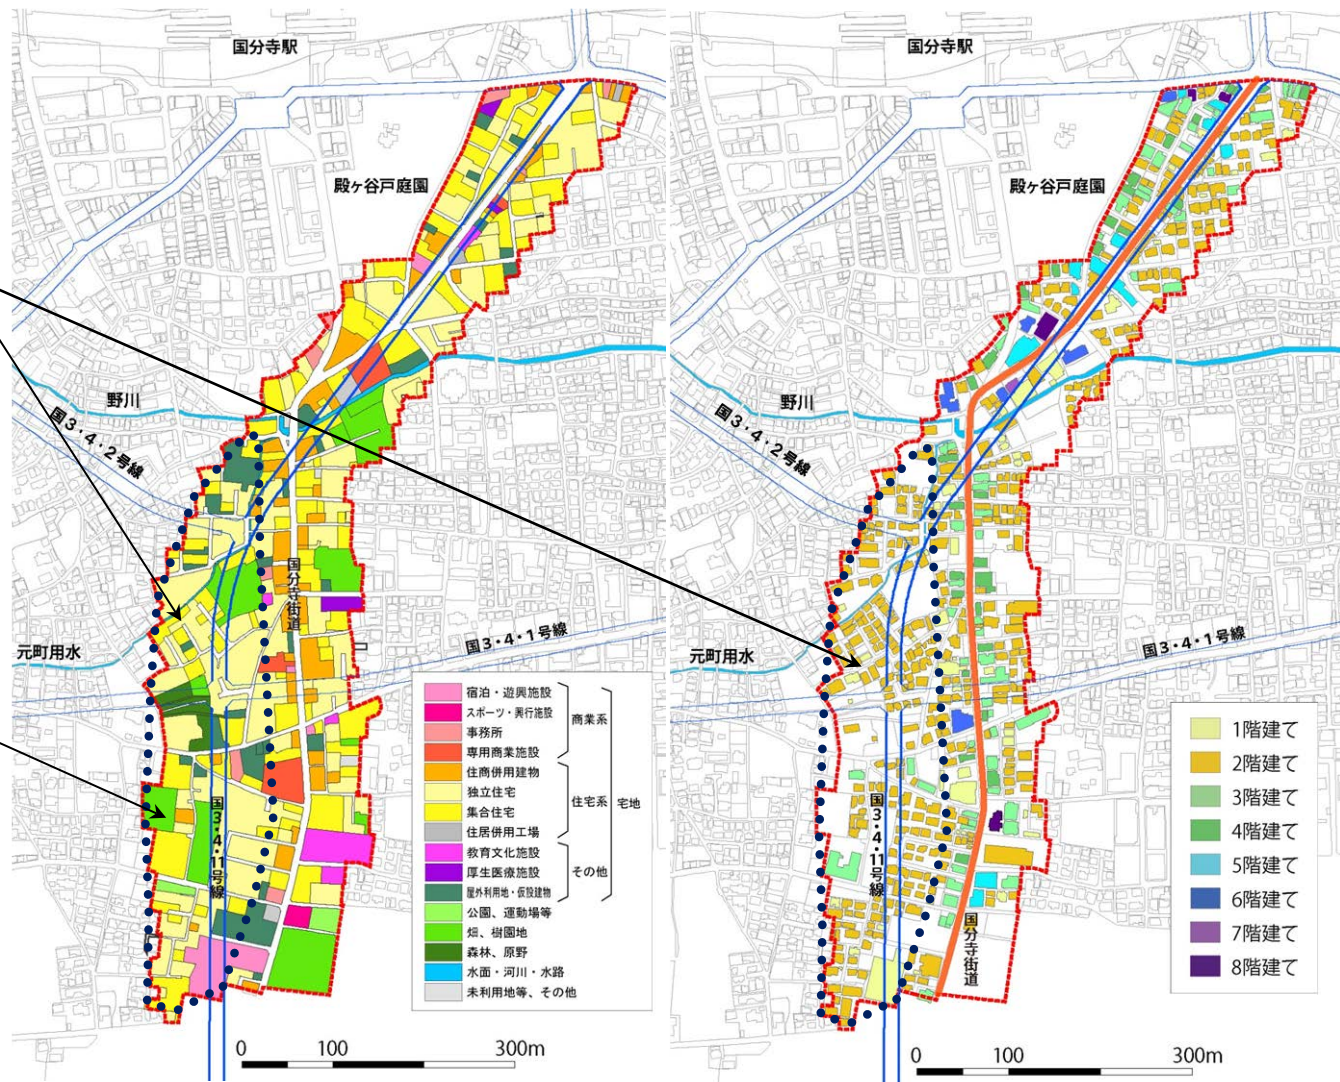 国分寺駅
殿ヶ谷戸庭園
野川
国3・4・2号線
国分寺街道
元町用水
国3・4・1号線
国3・4・11号線
宿泊・遊興施設
スポーツ・興行施設
事務所
専用商業施設
住商併用建物
独立住宅
集合住宅
住居併用工場
教育文化施設
厚生医療施設
屋外利用地・仮設建物
公園、運動場等
畑、樹園地
森林、原野
水面・河川・水路
未利用地等、その他
商業系
住宅系
その他
宅地
0 100 300m
国分寺駅
殿ヶ谷戸庭園
野川
国3・4・2号線
元町用水
国3・4・1号線
国3・4・11号線
国分寺街道
1階建て
2階建て
3階建て
4階建て
5階建て
6階建て
7階建て
8階建て
0 100 300m